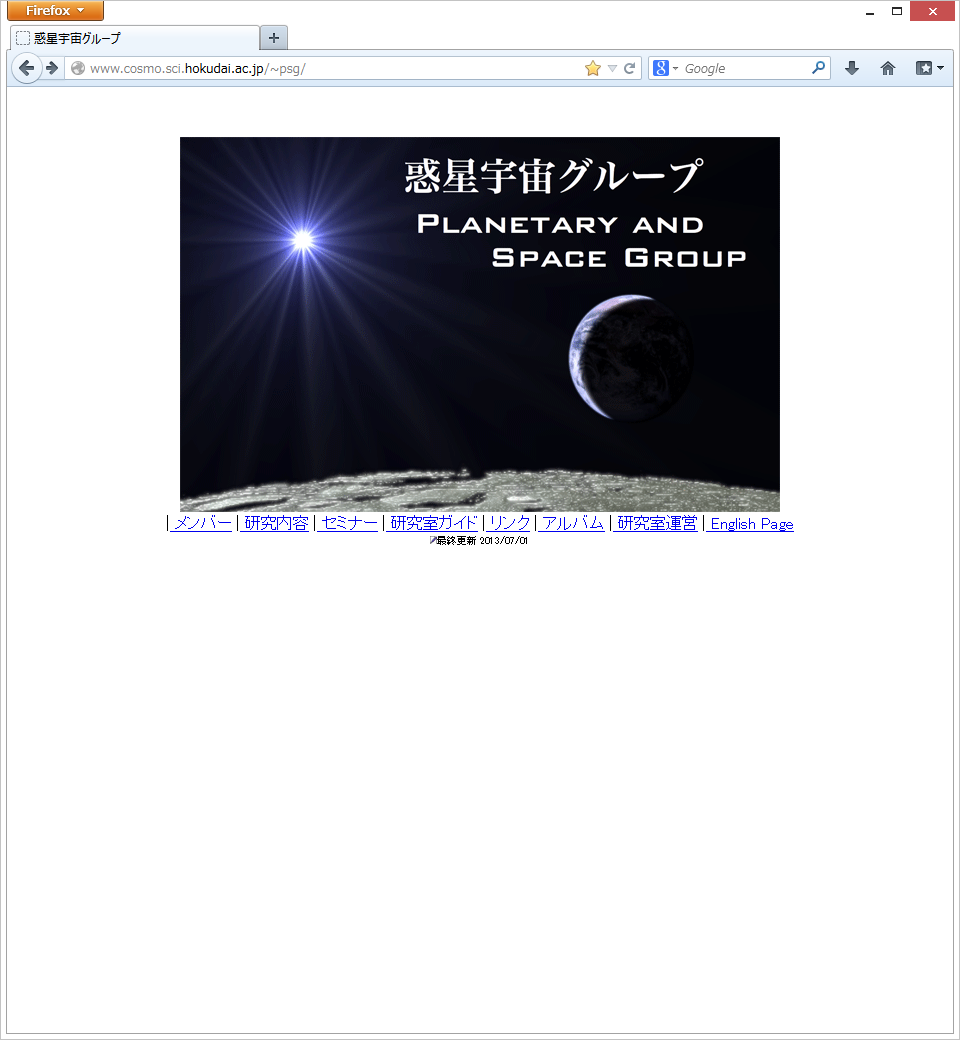 Firefox
惑星宇宙グループ
www.cosmo.sci.hokudai.ac.jp/~psg/
Google
惑星宇宙グループ
PLANETARY AND
SPACE GROUP
| メンバー | 研究内容 | セミナー | 研究室ガイド | リンク | アルバム | 研究室運営 | English Page
最終更新 2013/07/01